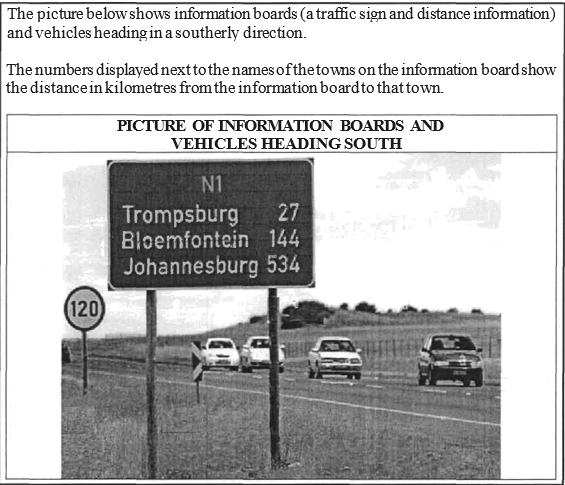 The picture below shows information boards (a traffic sign and distance information)
and vehicles heading in a southerly direction.
The numbers displayed next to the names of the towns on the information board show
the distance in kilometres from the information board to that town.
PICTURE OF INFORMATION BOARDS AND
VEHICLES HEADING SOUTH
N1
Trompsburg 27
Bloemfontein 144
Johannesburg 534
120